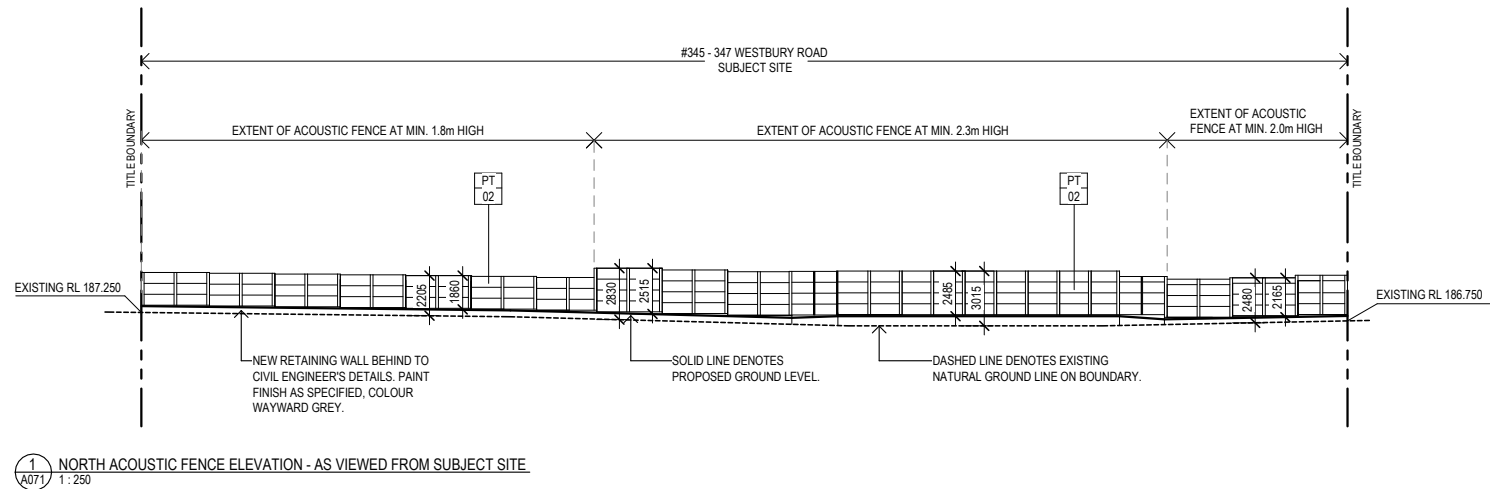 #345 - 347 WESTBURY ROAD
SUBJECT SITE
EXTENT OF ACOUSTIC FENCE AT MIN. 1.8m HIGH
EXTENT OF ACOUSTIC FENCE AT MIN. 2.3m HIGH
EXTENT OF ACOUSTIC
FENCE AT MIN. 2.0m HIGH
TITLE BOUNDARY
TITLE BOUNDARY
PT
02
PT
02
EXISTING RL 187.250
2205
1860
2830
2515
2485
3015
2480
2165
EXISTING RL 186.750
NEW RETAINING WALL BEHIND TO
CIVIL ENGINEER'S DETAILS. PAINT
FINISH AS SPECIFIED, COLOUR
WAYWARD GREY.
SOLID LINE DENOTES
PROPOSED GROUND LEVEL.
DASHED LINE DENOTES EXISTING
NATURAL GROUND LINE ON BOUNDARY.
1
A071
NORTH ACOUSTIC FENCE ELEVATION - AS VIEWED FROM SUBJECT SITE
1 : 250